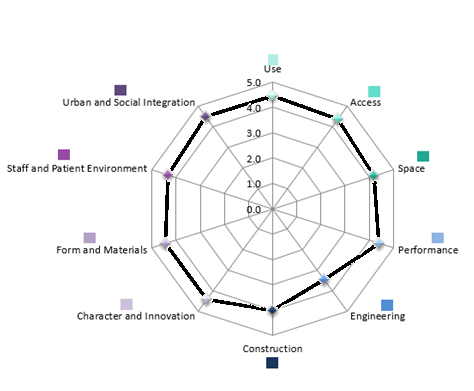 Use
5.0
Urban and Social Integration
4.0
Access
3.0
Staff and Patient Environment
2.0
Space
1.0
0.0
Form and Materials
Performance
Character and Innovation
Engineering
Construction